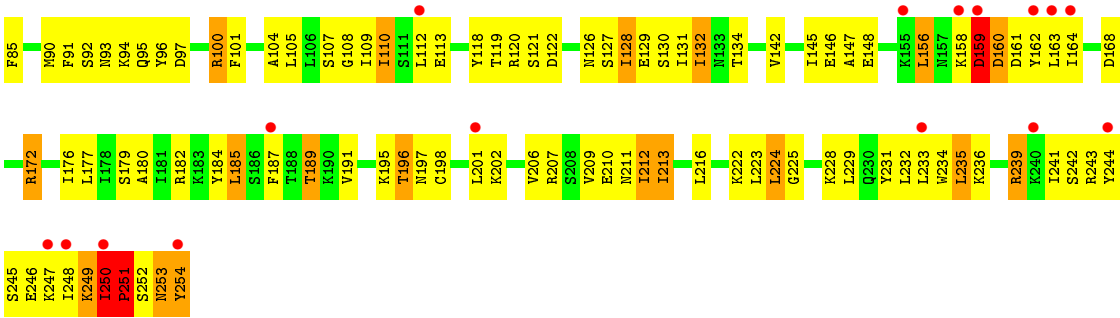 F85 M90 F91 S92 N93 K94 Q95 Y96 D97 R100 F101 A104 L105 L106 S107 G108 I109 I110 S111 L112 E113 Y118 T119 R120 S121 D122 N126 S127 I128 E129 S130 I131 I132 N133 T134 V142 I145 E146 A147 E148 K155 L156 N157 K158 D159 D160 D161 Y162 L163 I164 D168
R172 I176 L177 I178 S179 A180 I181 R182 K183 Y184 L185 S186 F187 T188 T189 K190 V191 K195 T196 N197 C198 L201 K202 V206 R207 S208 V209 E210 N211 I212 I213 L216 K222 L223 L224 G225 K228 L229 Q230 Y231 L232 L233 W234 L235 K236 R239 K240 I241 S242 R243 Y244
S245 E246 K247 I248 K249 I250 P251 S252 N253 Y254